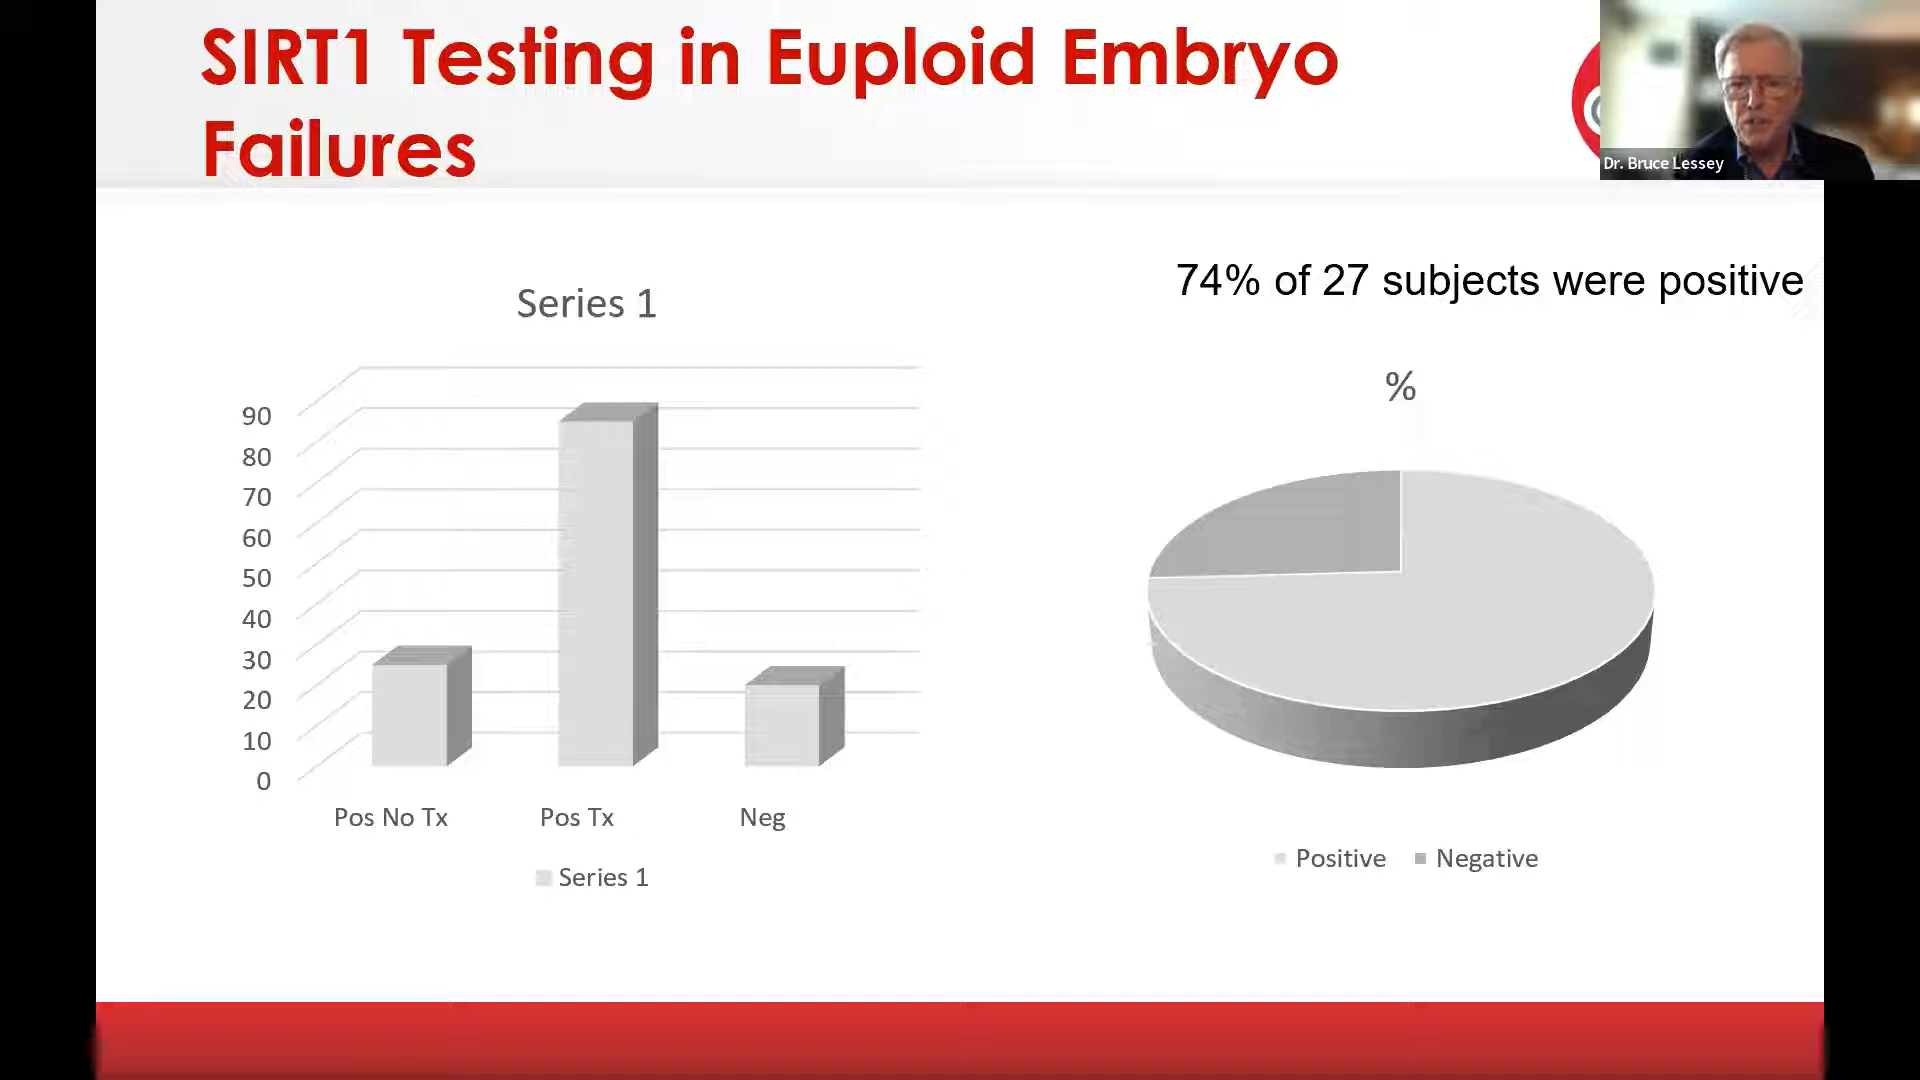 SIRT1 Testing in Euploid Embryo
Failures
Dr. Bruce Lessey
74% of 27 subjects were positive
Series 1
90
80
70
60
50
40
30
20
10
0
Pos No Tx
Pos Tx
Neg
Series 1
%
Positive
Negative